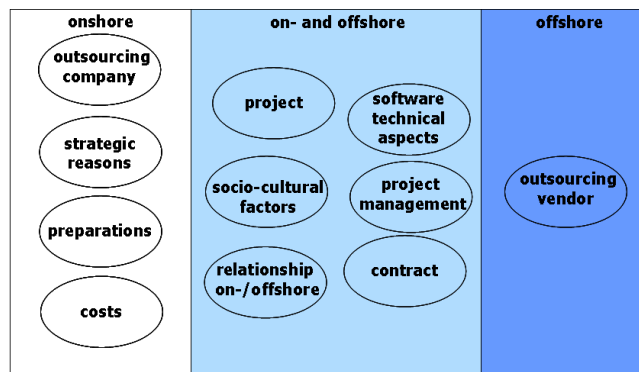 onshore
outsourcing
company
strategic
reasons
preparations
costs
on- and offshore
project
software
technical
aspects
socio-cultural
factors
project
management
relationship
on-/offshore
contract
offshore
outsourcing
vendor